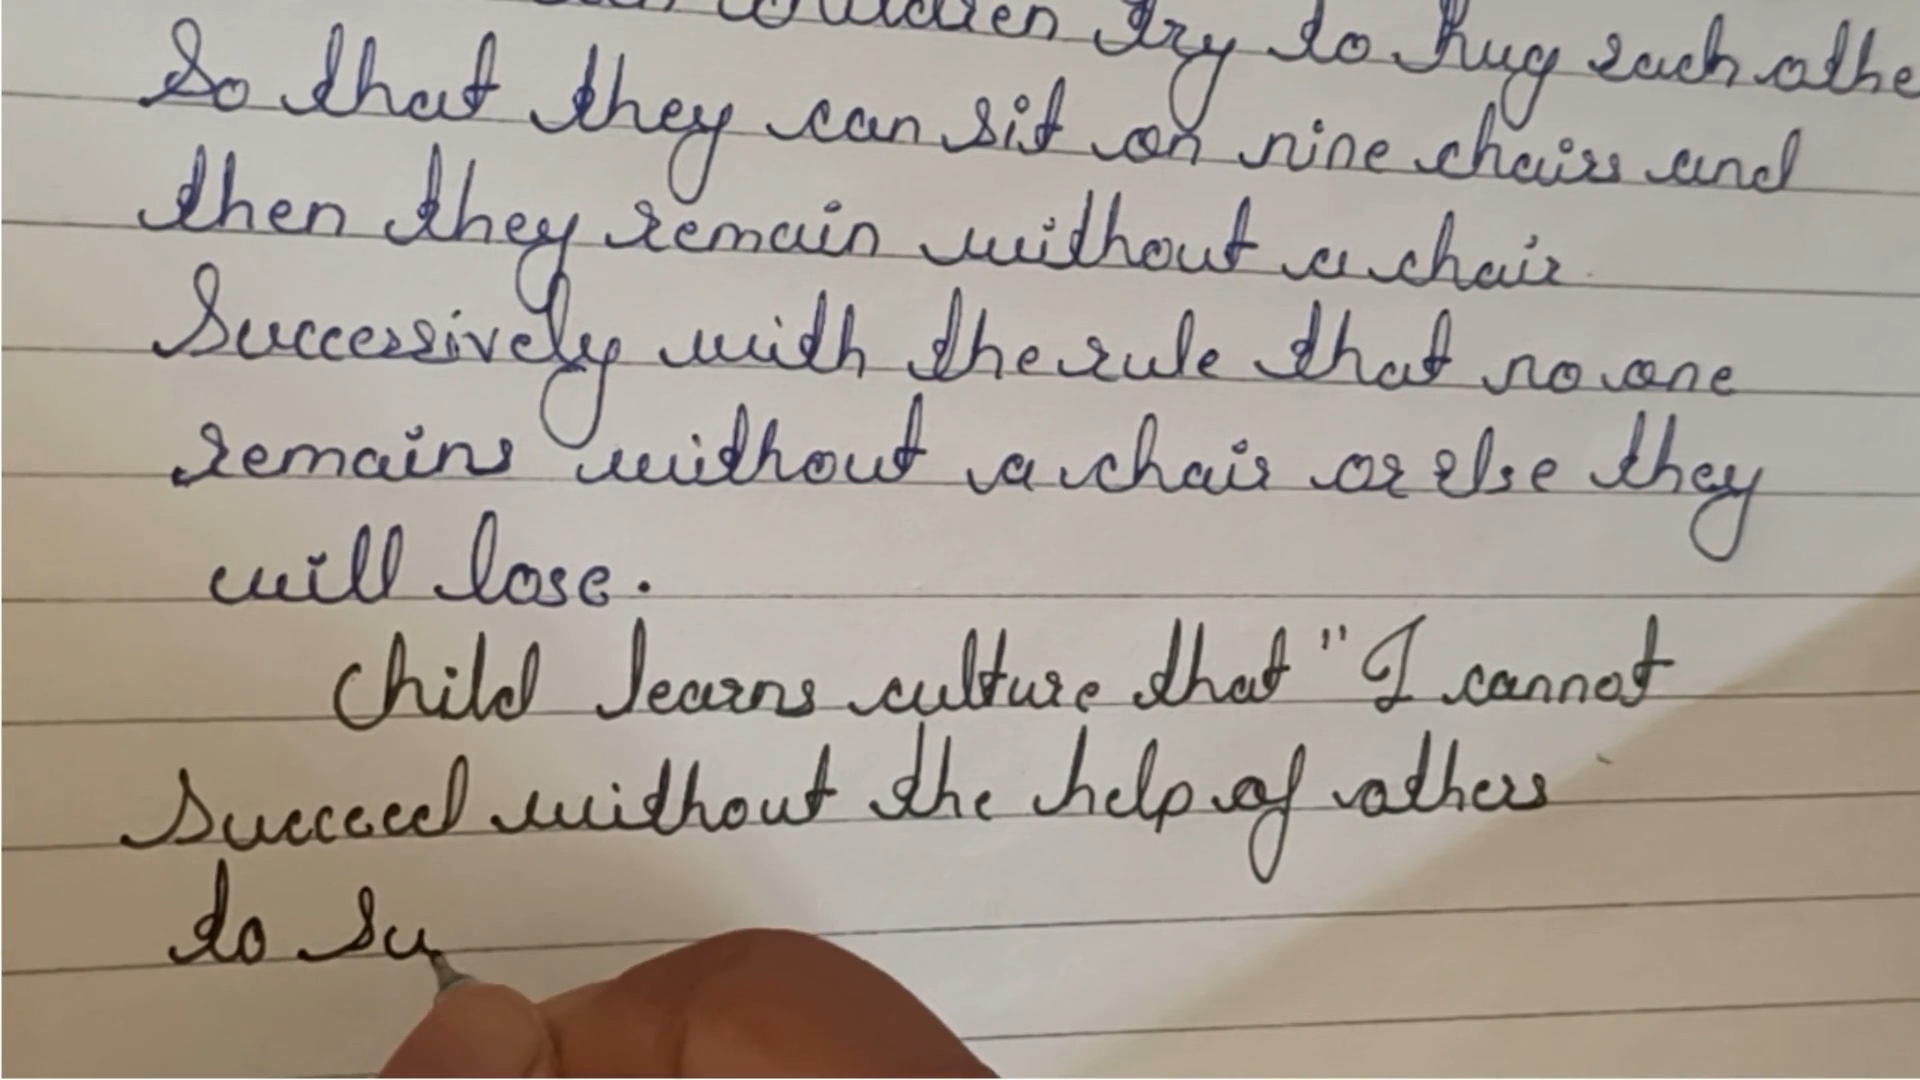 children try to hug each othe
So that they can sit on nine chairs and
then they remain without a chair.
Successively with the rule that no one
remains without a chair or else they
will lose.
Child learns culture that "I cannot
Succeed without the help of others
to Su